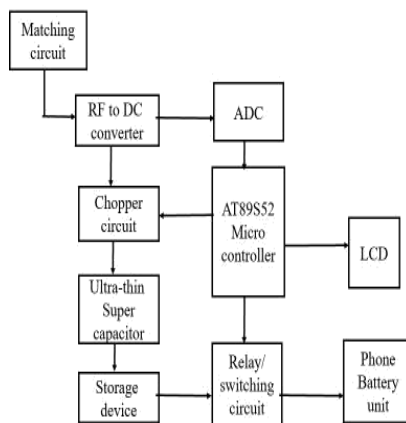 Matching
circuit
RF to DC
converter
ADC
Chopper
circuit
AT89S52
Micro
controller
LCD
Ultra-thin
Super
capacitor
Storage
device
Relay/
switching
circuit
Phone
Battery
unit